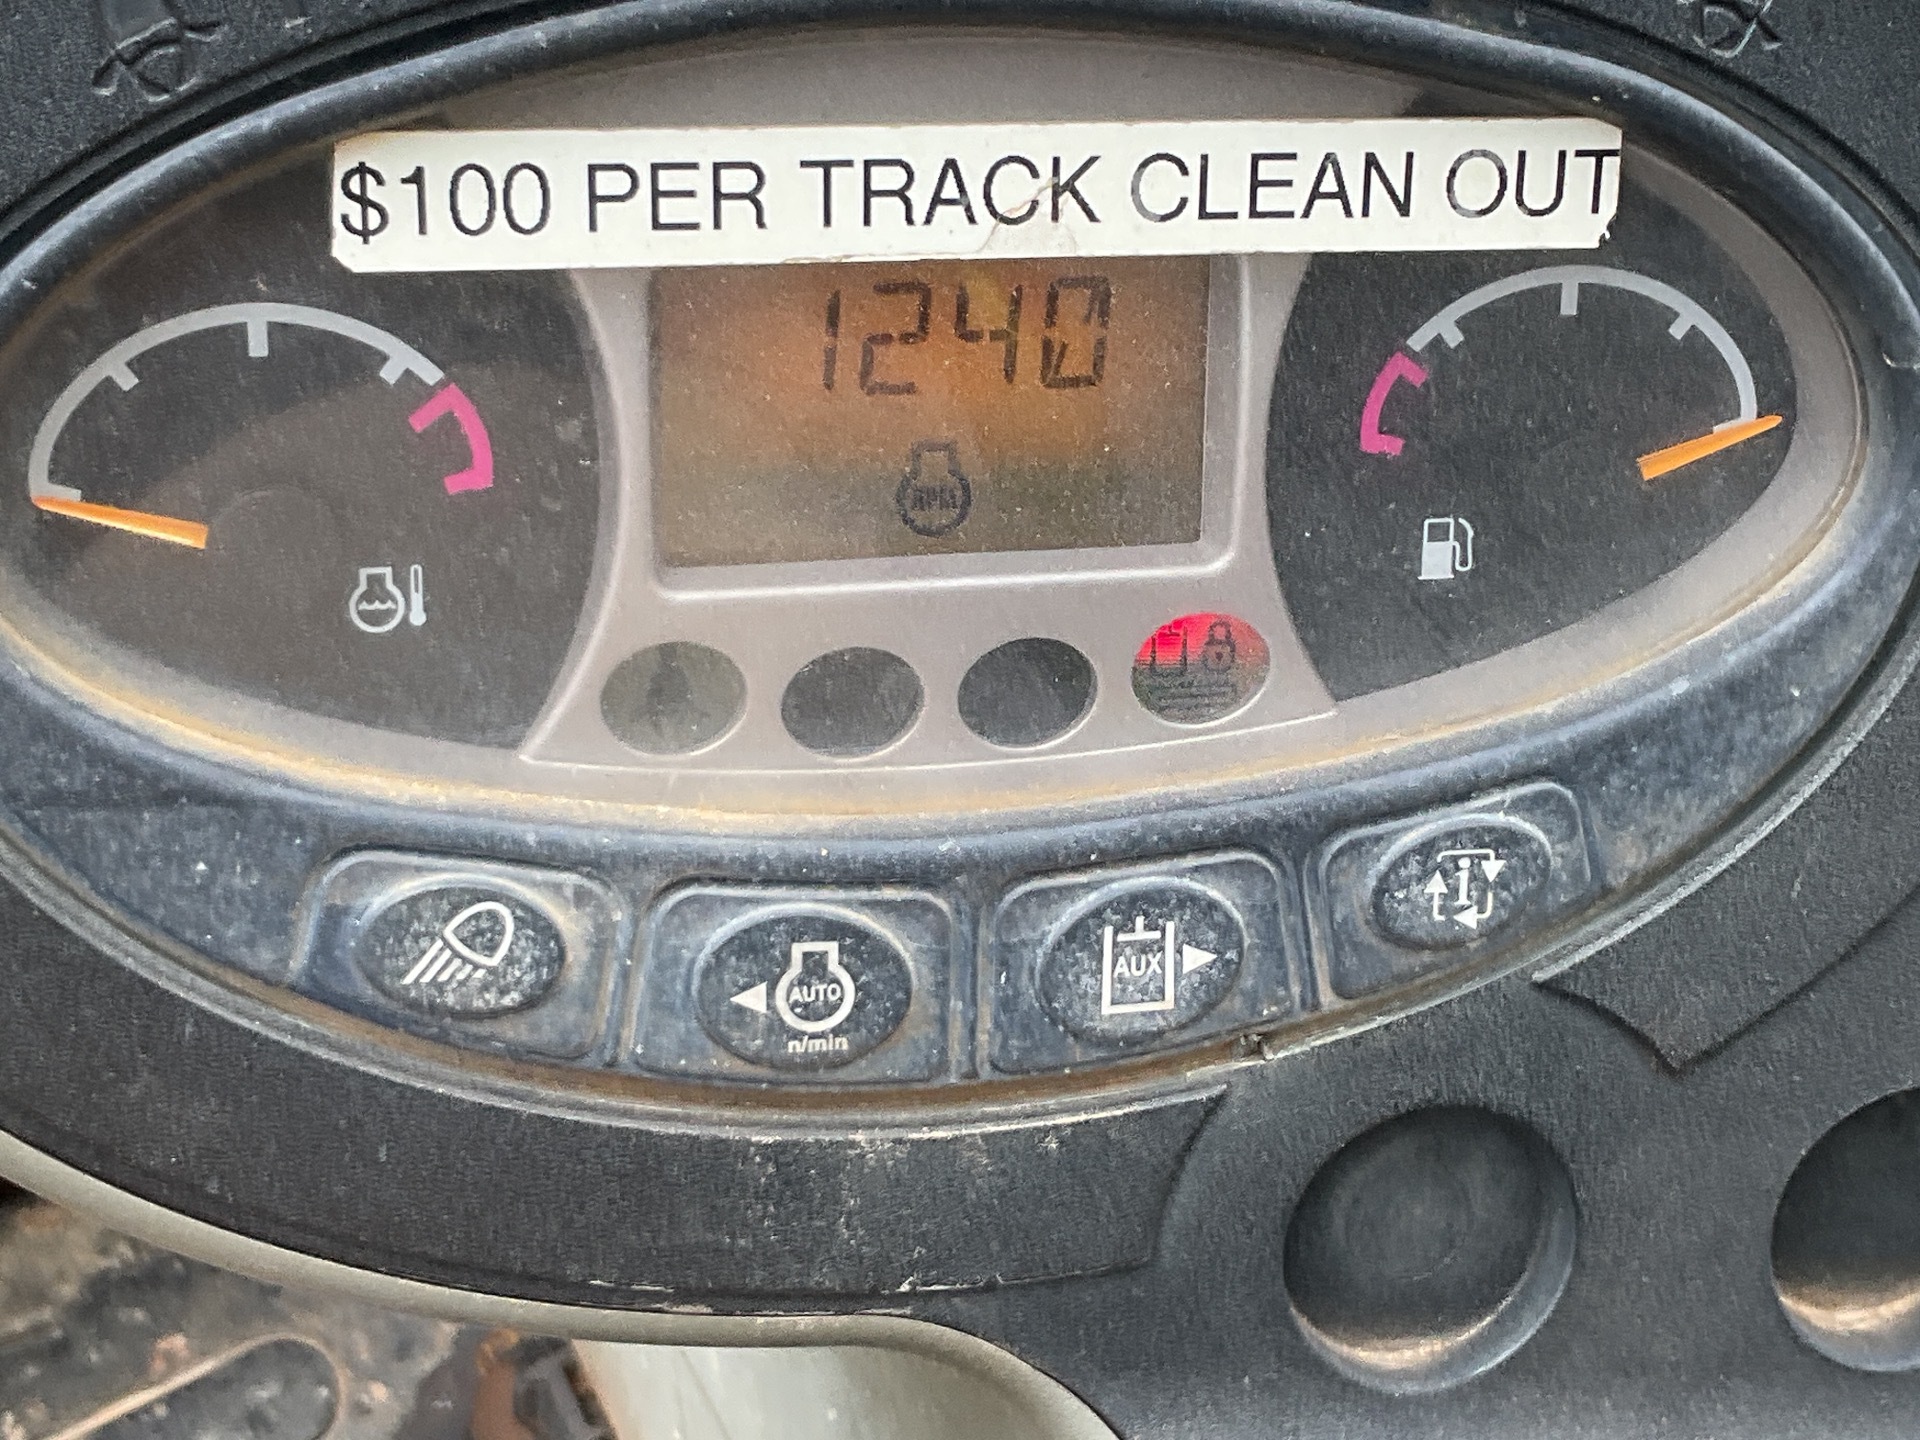 $100 PER TRACK CLEAN OUT
1240
RPM
AUTO
n/min
AUX
i